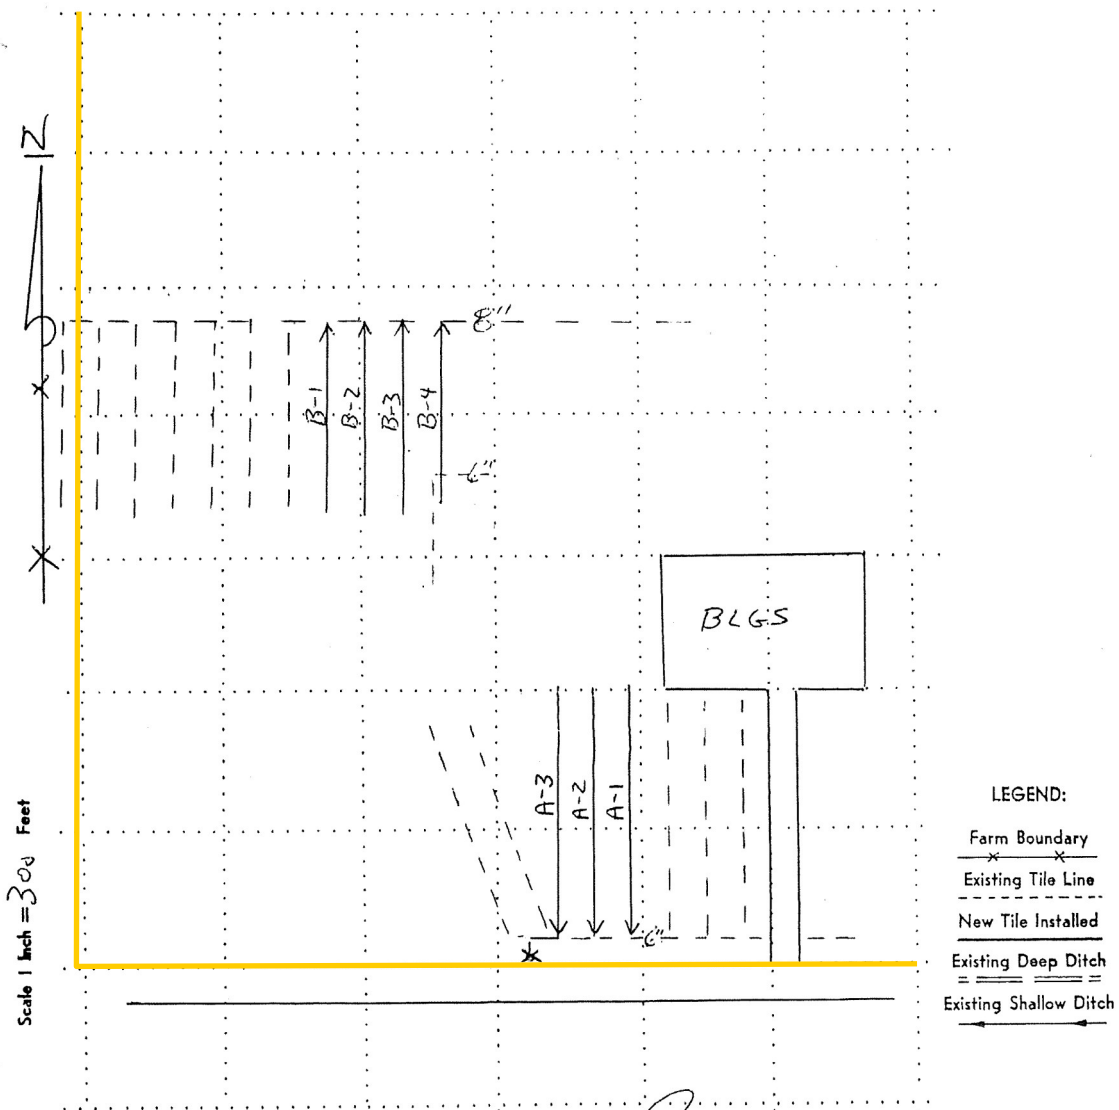 N
8"
B-1
B-2
B-3
B-4
6"
BLGS
A-3
A-2
A-1
6"
Scale 1 Inch = 300 Feet
LEGEND:
Farm Boundary
Existing Tile Line
New Tile Installed
Existing Deep Ditch
Existing Shallow Ditch